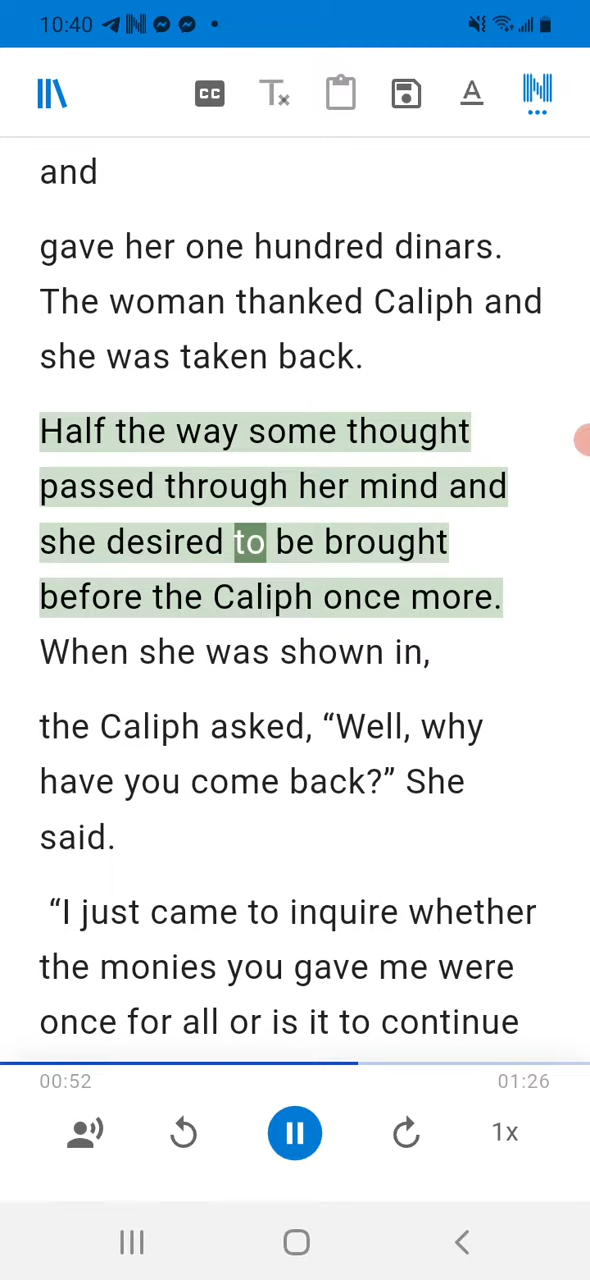 10:40
CC
and
gave her one hundred dinars.
The woman thanked Caliph and
she was taken back.
Half the way some thought
passed through her mind and
she desired to be brought
before the Caliph once more.
When she was shown in,
the Caliph asked, “Well, why
have you come back?” She
said.
“I just came to inquire whether
the monies you gave me were
once for all or is it to continue
00:52
01:26
1x